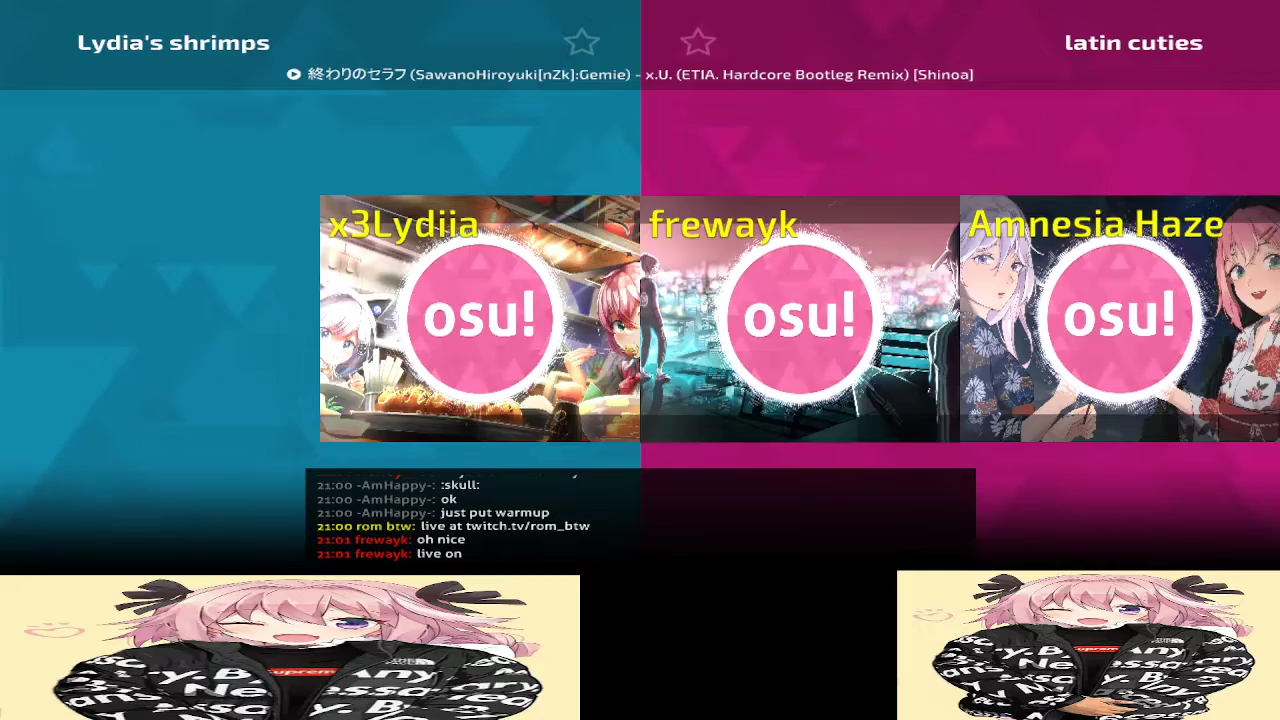 Lydia's shrimps
latin cuties
終わりのセラフ (SawanoHiroyuki[nZk]:Gemie) - x.U. (ETIA. Hardcore Bootleg Remix) [Shinoa]
x3Lydiia
frewayk
Amnesia Haze
osu!
osu!
osu!
21:00 -AmHappy-: :skull:
21:00 -AmHappy-: ok
21:00 -AmHappy-: just put warmup
21:00 rom btw: live at twitch.tv/rom_btw
21:01 frewayk: oh nice
21:01 frewayk: live on